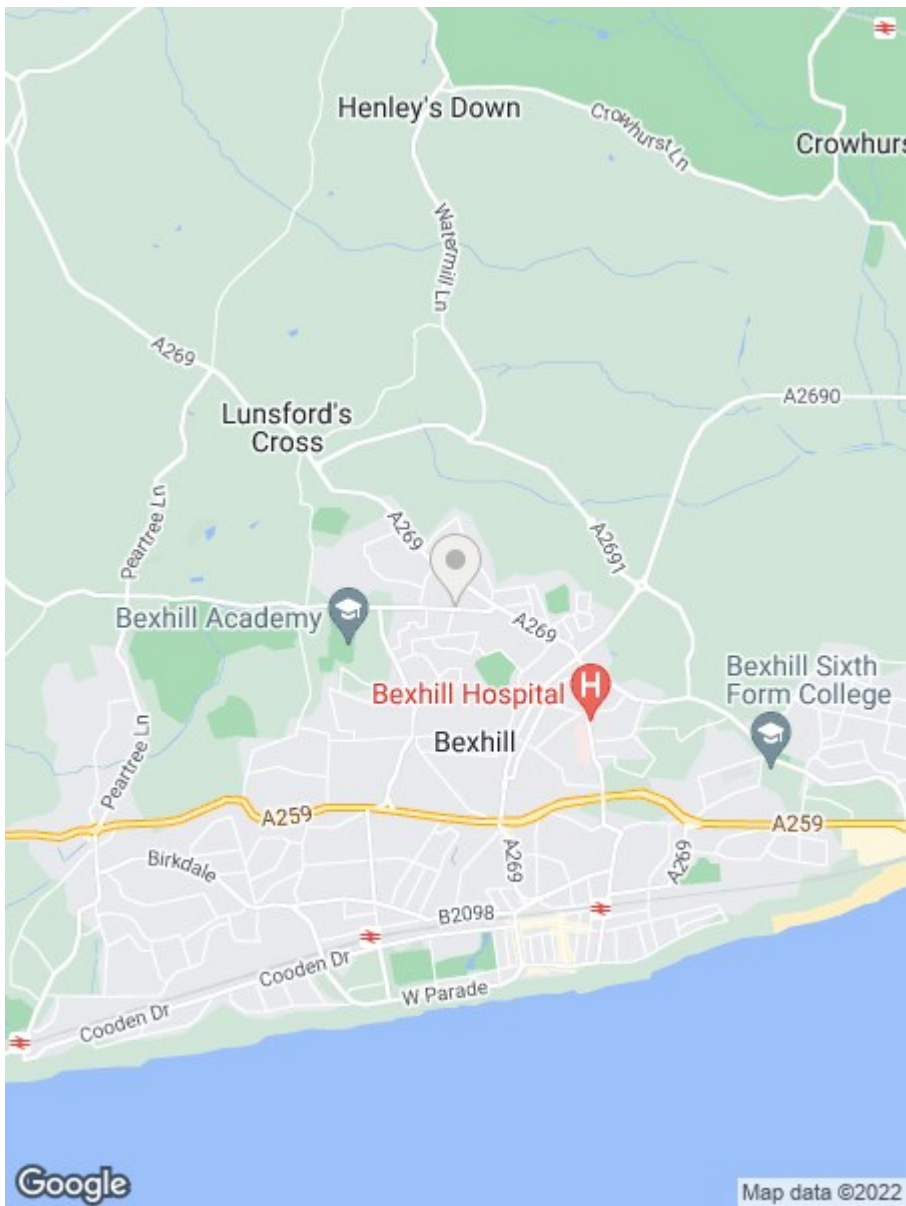 Henley's Down
Crowhurst Ln
Crowhurs
Watermill Ln
A269
A2690
Lunsford's
Cross
Peartree Ln
A269
A2691
Bexhill Academy
A269
Bexhill Sixth
Form College
Bexhill Hospital
H
Bexhill
Peartree Ln
A259
A259
Birkdale
A269
A269
B2098
Cooden Dr
W Parade
Cooden Dr
Google
Map data ©2022